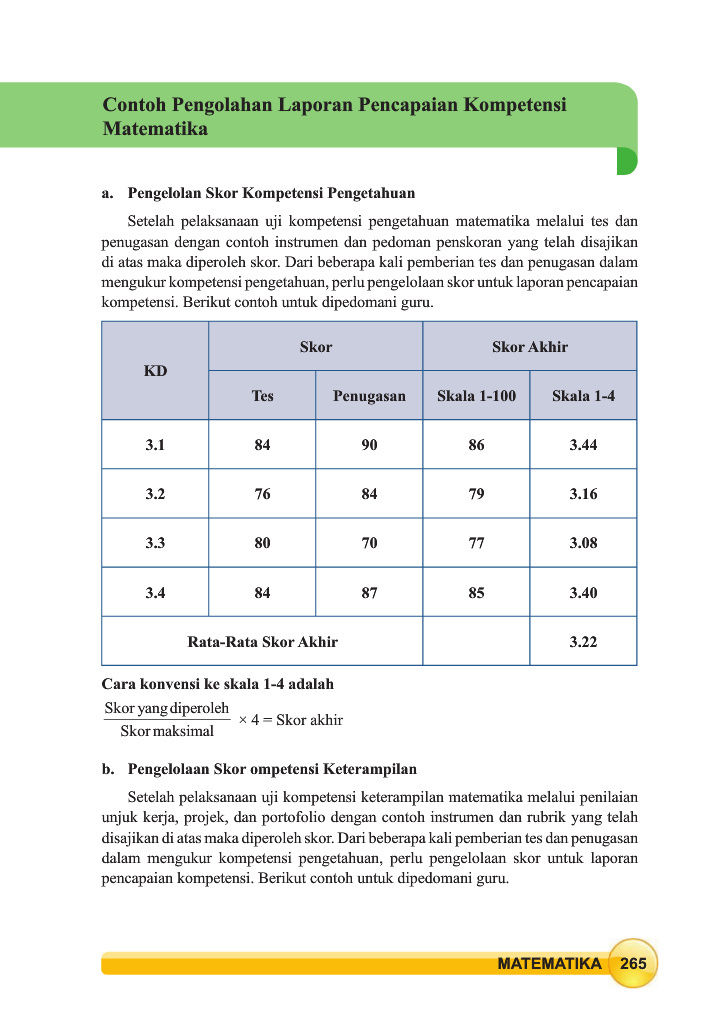 Contoh Pengolahan Laporan Pencapaian Kompetensi
Matematika
a. Pengelolan Skor Kompetensi Pengetahuan
Setelah pelaksanaan uji kompetensi pengetahuan matematika melalui tes dan
penugasan dengan contoh instrumen dan pedoman penskoran yang telah disajikan
di atas maka diperoleh skor. Dari beberapa kali pemberian tes dan penugasan dalam
mengukur kompetensi pengetahuan, perlu pengelolaan skor untuk laporan pencapaian
kompetensi. Berikut contoh untuk dipedomani guru.
KD Skor Skor Akhir
Tes Penugasan Skala 1-100 Skala 1-4
3.1 84 90 86 3.44
3.2 76 84 79 3.16
3.3 80 70 77 3.08
3.4 84 87 85 3.40
Rata-Rata Skor Akhir 3.22
Cara konvensi ke skala 1-4 adalah
Skor yang diperoleh
Skor maksimal
× 4 = Skor akhir
b. Pengelolaan Skor ompetensi Keterampilan
Setelah pelaksanaan uji kompetensi keterampilan matematika melalui penilaian
unjuk kerja, projek, dan portofolio dengan contoh instrumen dan rubrik yang telah
disajikan di atas maka diperoleh skor. Dari beberapa kali pemberian tes dan penugasan
dalam mengukur kompetensi pengetahuan, perlu pengelolaan skor untuk laporan
pencapaian kompetensi. Berikut contoh untuk dipedomani guru.
MATEMATIKA 265